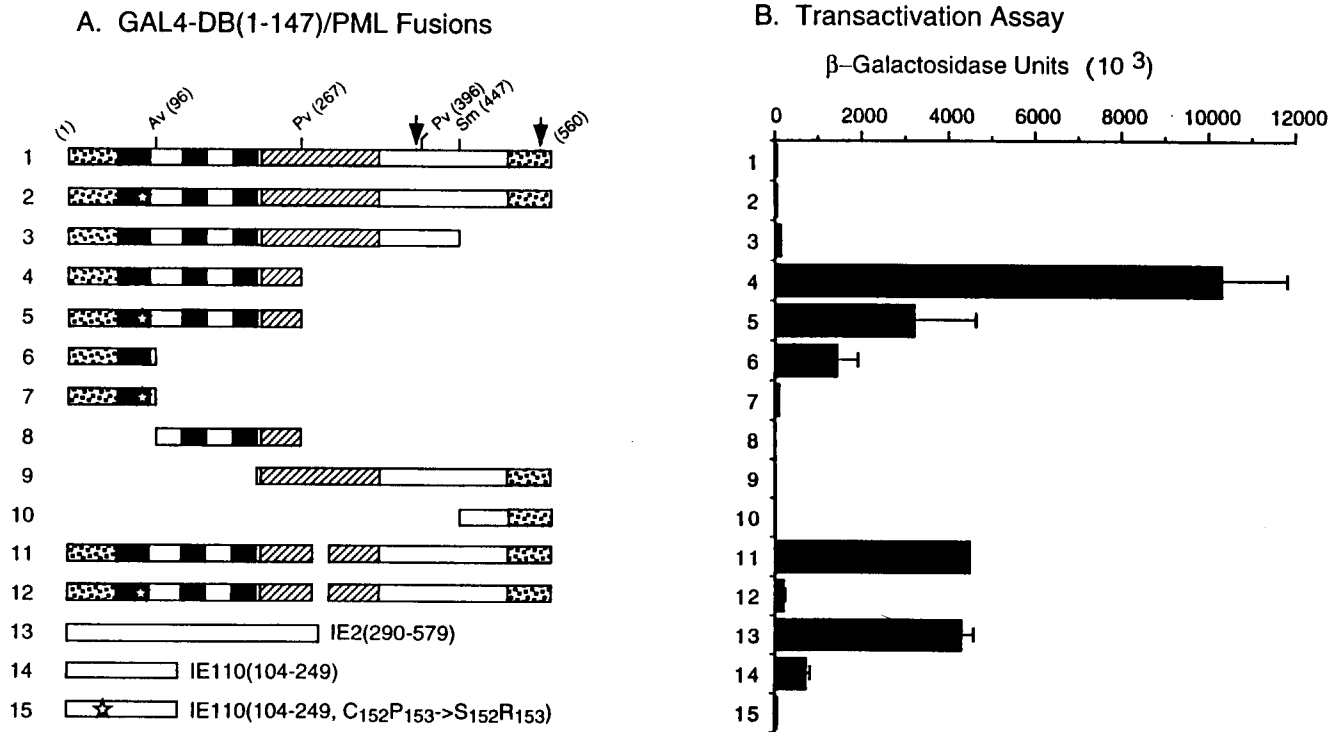 A. GAL4-DB(1-147)/PML Fusions
(1)
Av (96)
Pv (267)
Pv (396)
Sm (447)
(560)
1
2
3
4
5
6
7
8
9
10
11
12
13 IE2(290-579)
14 IE110(104-249)
15 IE110(104-249, C152P153->S152R153)
B. Transactivation Assay
β–Galactosidase Units (10 3)
0 2000 4000 6000 8000 10000 12000
1
2
3
4
5
6
7
8
9
10
11
12
13
14
15